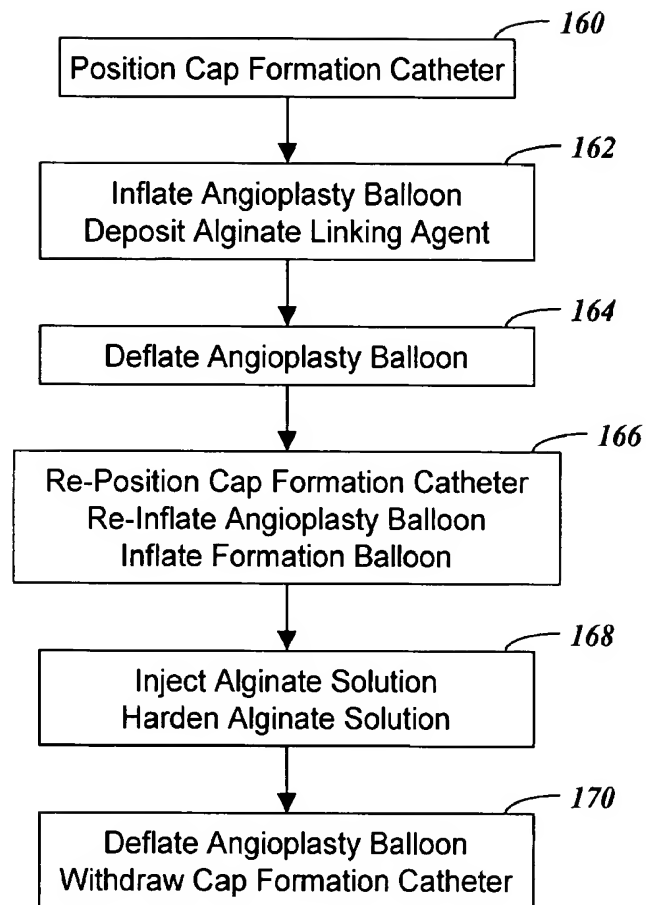 160
Position Cap Formation Catheter
162
Inflate Angioplasty Balloon
Deposit Alginate Linking Agent
164
Deflate Angioplasty Balloon
166
Re-Position Cap Formation Catheter
Re-Inflate Angioplasty Balloon
Inflate Formation Balloon
168
Inject Alginate Solution
Harden Alginate Solution
170
Deflate Angioplasty Balloon
Withdraw Cap Formation Catheter